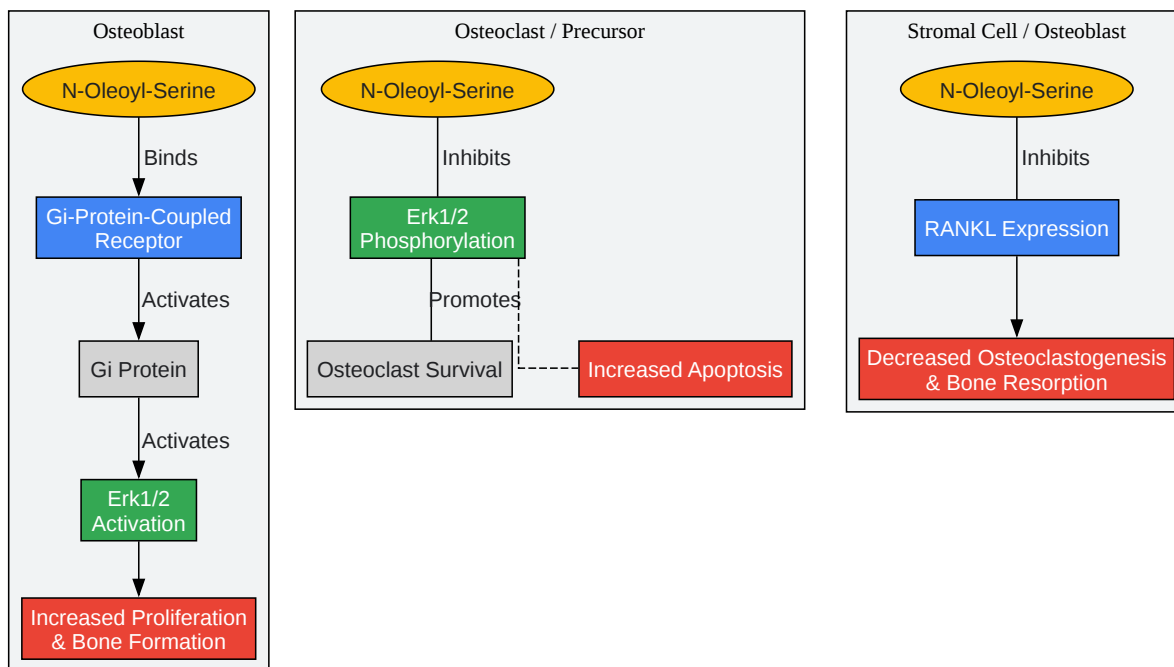 Osteoblast
N-Oleoyl-Serine
Binds
Gi-Protein-Coupled
Receptor
Activates
Gi Protein
Activates
Erk1/2
Activation
Increased Proliferation
& Bone Formation
Osteoclast / Precursor
N-Oleoyl-Serine
Inhibits
Erk1/2
Phosphorylation
Promotes
Osteoclast Survival
Increased Apoptosis
Stromal Cell / Osteoblast
N-Oleoyl-Serine
Inhibits
RANKL Expression
Decreased Osteoclastogenesis
& Bone Resorption